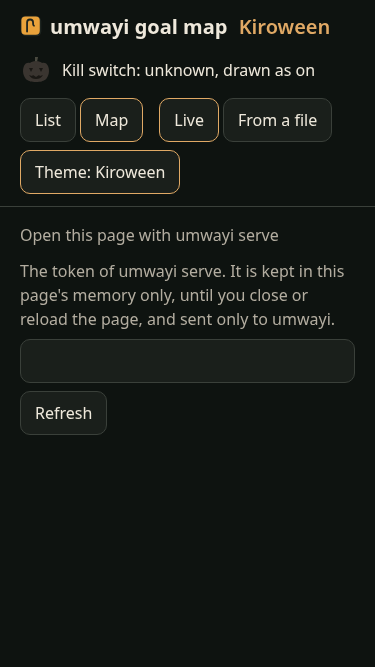 umwayi goal map Kiroween
Kill switch: unknown, drawn as on
List Map Live From a file
Theme: Kiroween
Open this page with umwayi serve
The token of umwayi serve. It is kept in this
page's memory only, until you close or
reload the page, and sent only to umwayi.
Refresh